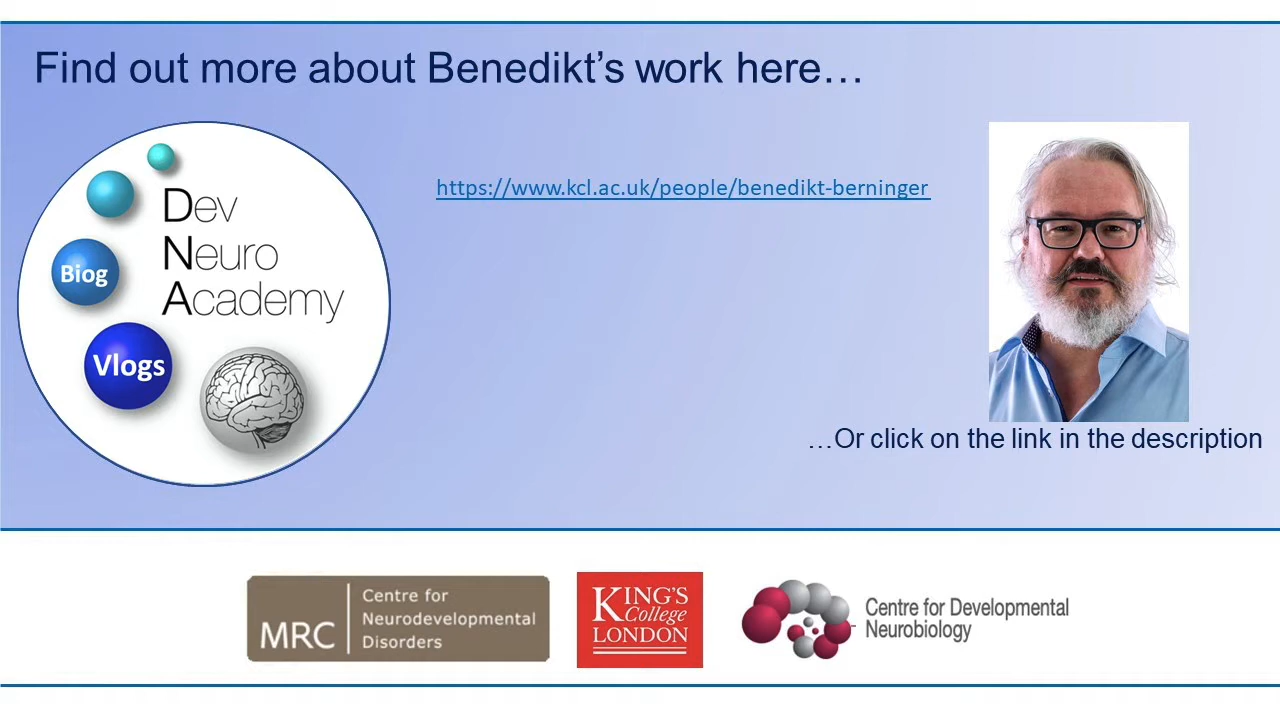 Find out more about Benedikt’s work here…
Dev
Neuro
Academy
Biog
Vlogs
https://www.kcl.ac.uk/people/benedikt-berninger
…Or click on the link in the description
MRC
Centre for
Neurodevelopmental
Disorders
KING'S
College
LONDON
Centre for Developmental
Neurobiology